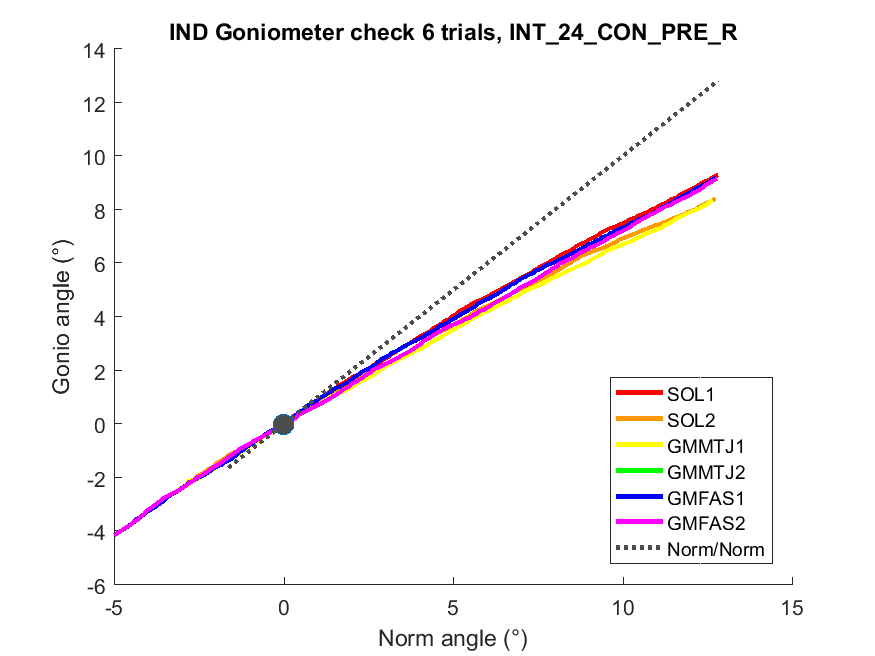 IND Goniometer check 6 trials, INT_24_CON_PRE_R
14
12
10
8
6
4
2
0
-2
-4
-6
Gonio angle (°)
SOL1
SOL2
GMMTJ1
GMMTJ2
GMFAS1
GMFAS2
Norm/Norm
-5 0 5 10 15
Norm angle (°)